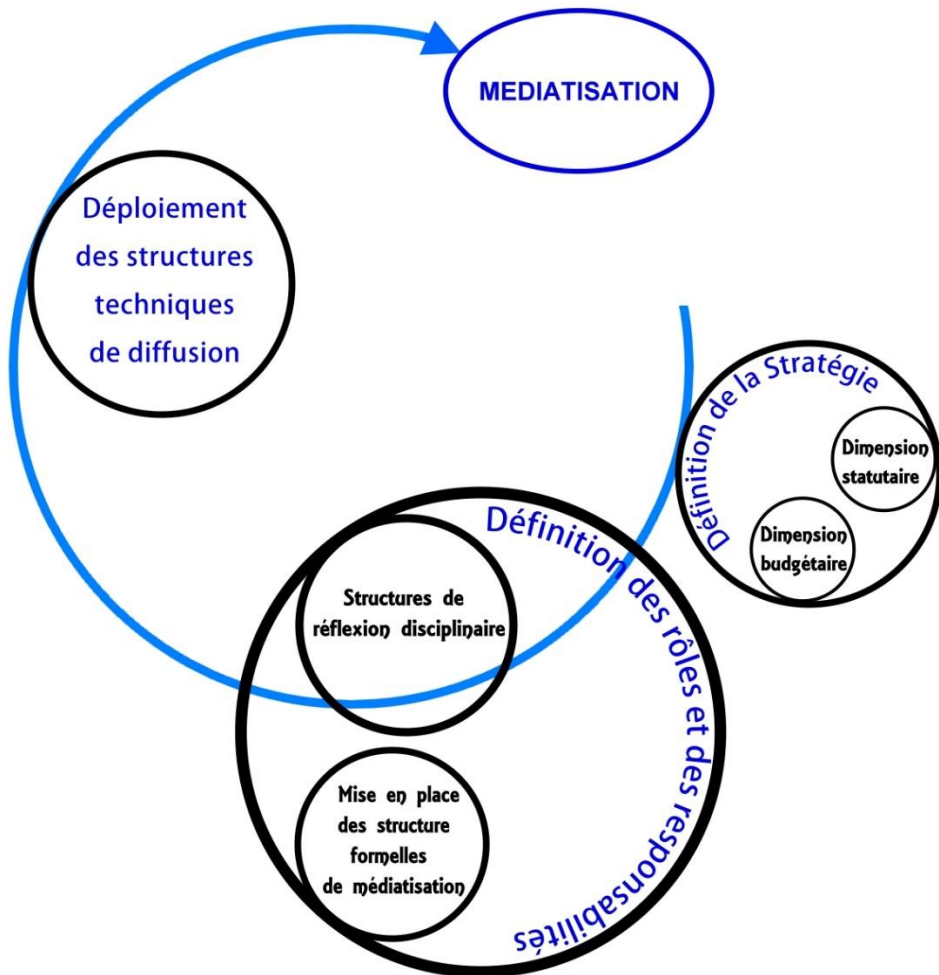 MEDIATISATION
Déploiement
des structures
techniques
de diffusion
Définition de la Stratégie
Dimension
statutaire
Dimension
budgétaire
Définition des rôles et des responsabilités
Structures de
réflexion disciplinaire
Mise en place
des structure
formelles
de médiatisation